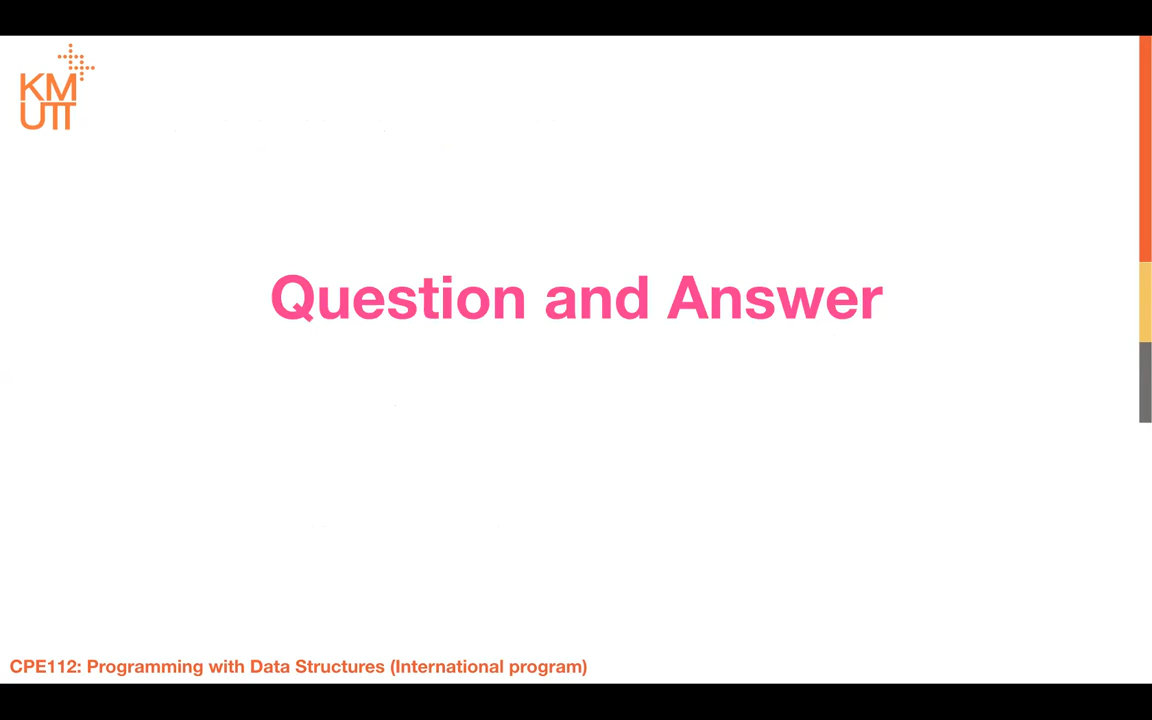 KM
UTT
Question and Answer
CPE112: Programming with Data Structures (International program)